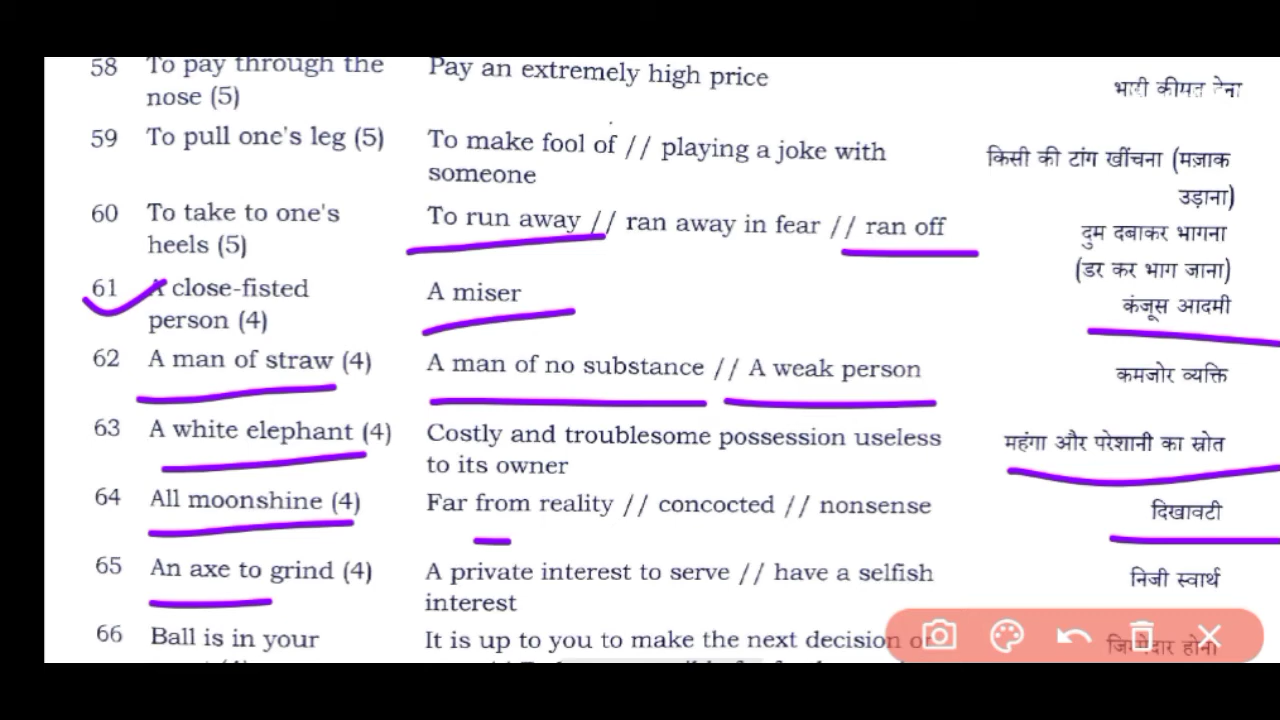 58 To pay through the Pay an extremely high price भारी कीमत देना
nose (5)
59 To pull one's leg (5) To make fool of // playing a joke with किसी की टांग खींचना (मज़ाक
someone उड़ाना)
60 To take to one's To run away // ran away in fear // ran off दुम दबाकर भागना
heels (5) (डर कर भाग जाना)
61 A close-fisted A miser कंजूस आदमी
person (4)
62 A man of straw (4) A man of no substance // A weak person कमजोर व्यक्ति
63 A white elephant (4) Costly and troublesome possession useless महंगा और परेशानी का स्रोत
to its owner
64 All moonshine (4) Far from reality // concocted // nonsense दिखावटी
65 An axe to grind (4) A private interest to serve // have a selfish निजी स्वार्थ
interest
66 Ball is in your It is up to you to make the next decision or जिम्मेदार होना